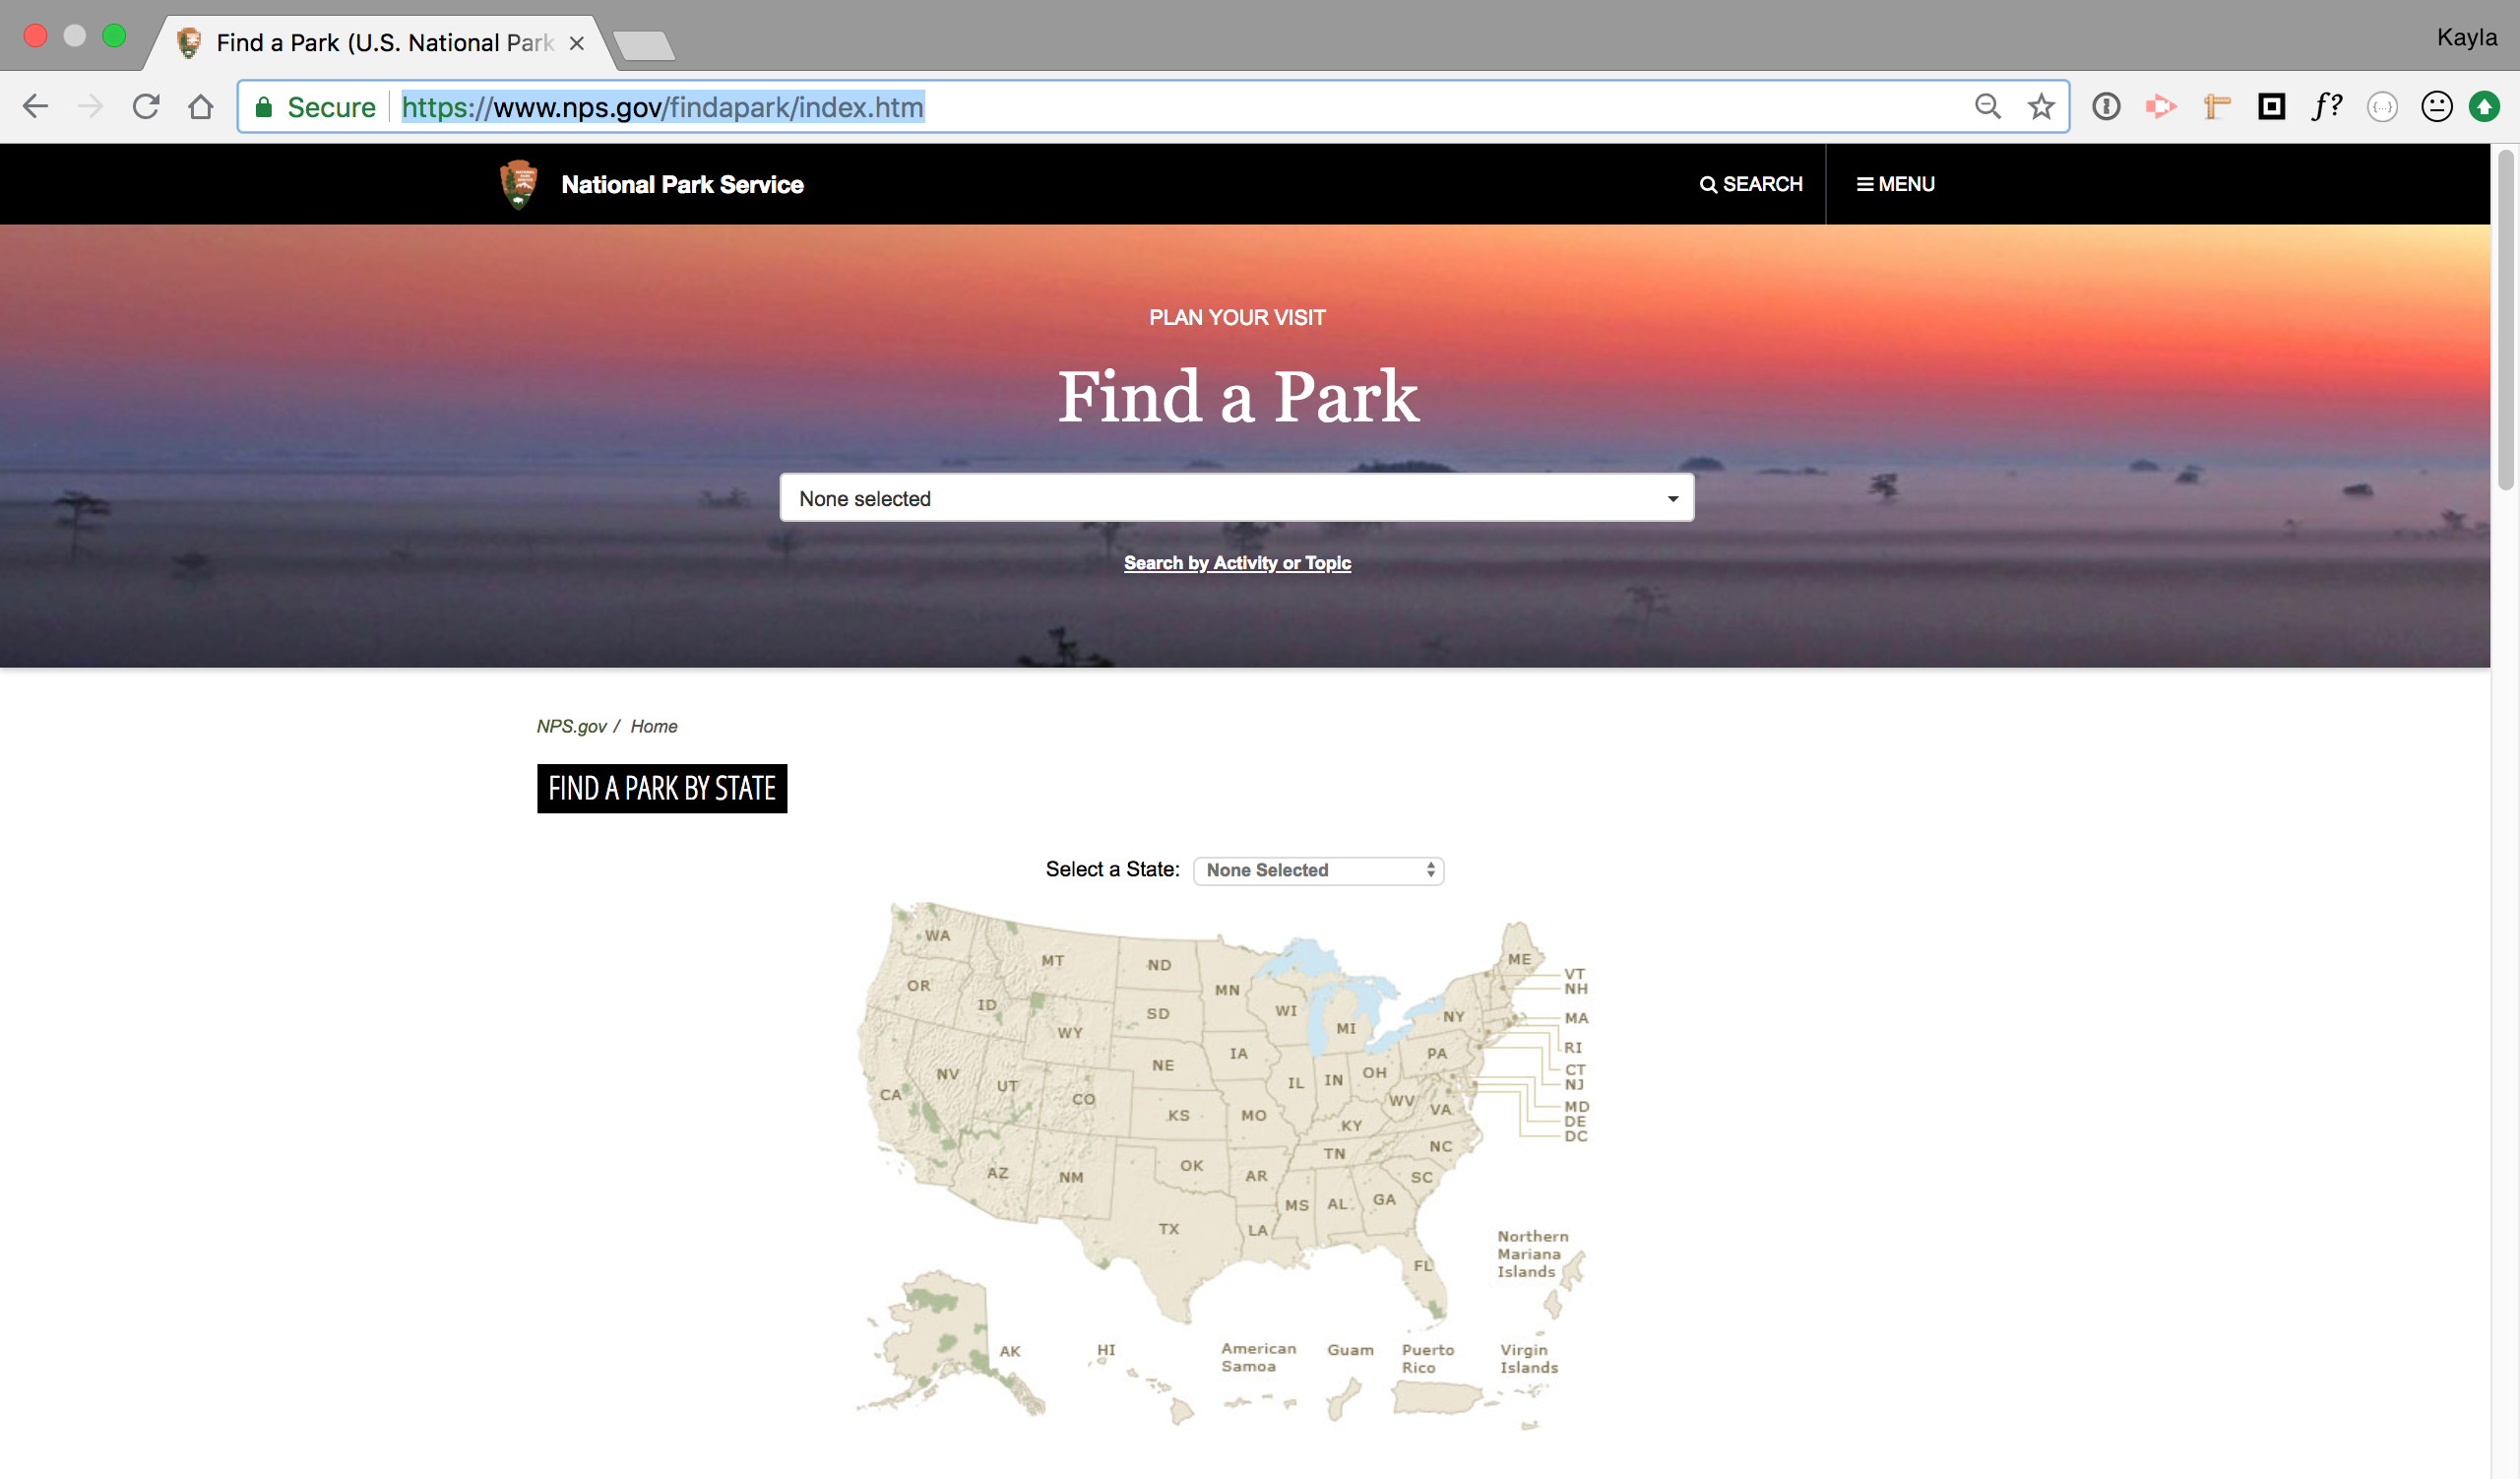 Find a Park (U.S. National Park
Kayla
Secure
https://www.nps.gov/findapark/index.htm
f?
National Park Service
SEARCH
MENU
PLAN YOUR VISIT
Find a Park
None selected
Search by Activity or Topic
NPS.gov / Home
FIND A PARK BY STATE
Select a State: None Selected
WA
OR
ID
MT
ND
MN
WI
MI
NY
ME
VT
NH
MA
RI
CT
NJ
MD
DE
DC
WY
SD
IA
NE
NV
UT
CA
CO
KS
MO
IL
IN
OH
PA
WV
VA
KY
NC
TN
SC
AZ
NM
OK
AR
MS
AL
GA
TX
LA
FL
Northern
Mariana
Islands
AK
HI
American
Samoa
Guam
Puerto
Rico
Virgin
Islands